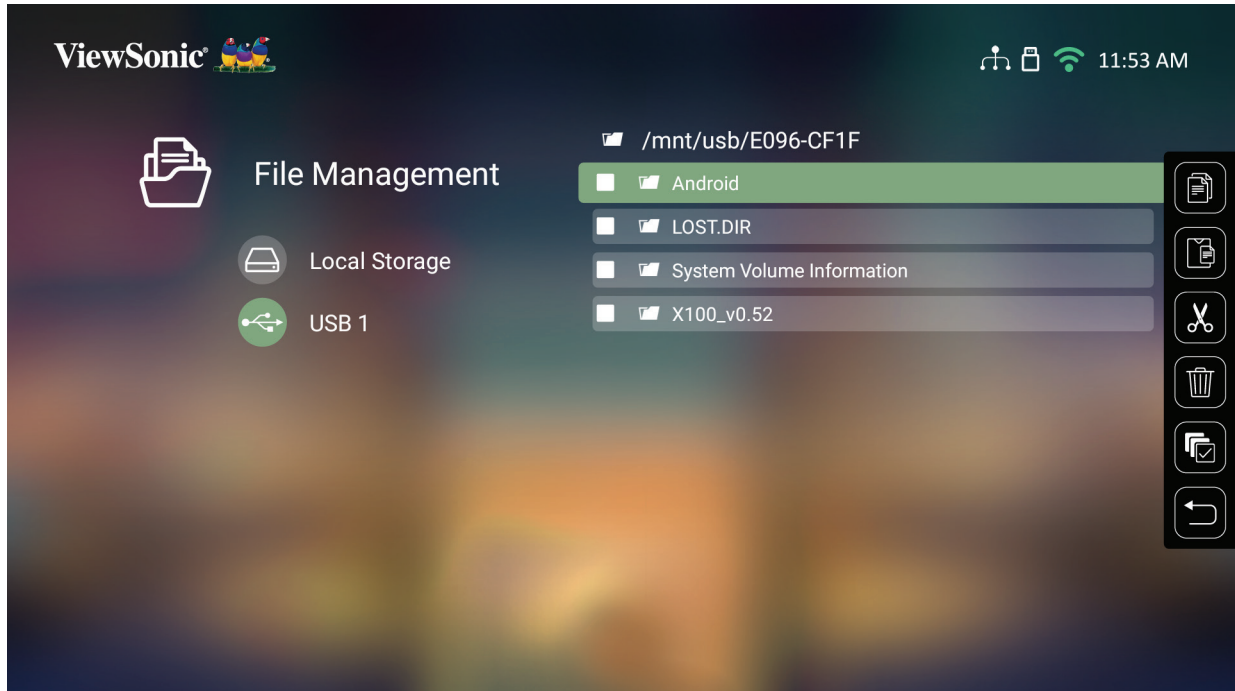 ViewSonic®
11:53 AM
File Management
Local Storage
USB 1
/mnt/usb/E096-CF1F
Android
LOST.DIR
System Volume Information
X100_v0.52